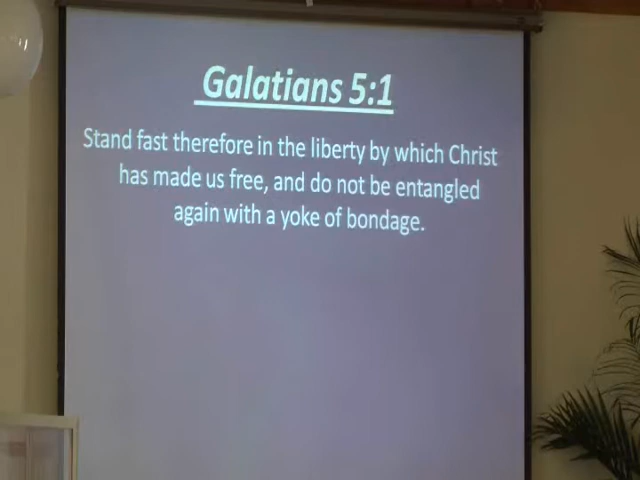 Galatians 5:1
Stand fast therefore in the liberty by which Christ
has made us free, and do not be entangled
again with a yoke of bondage.